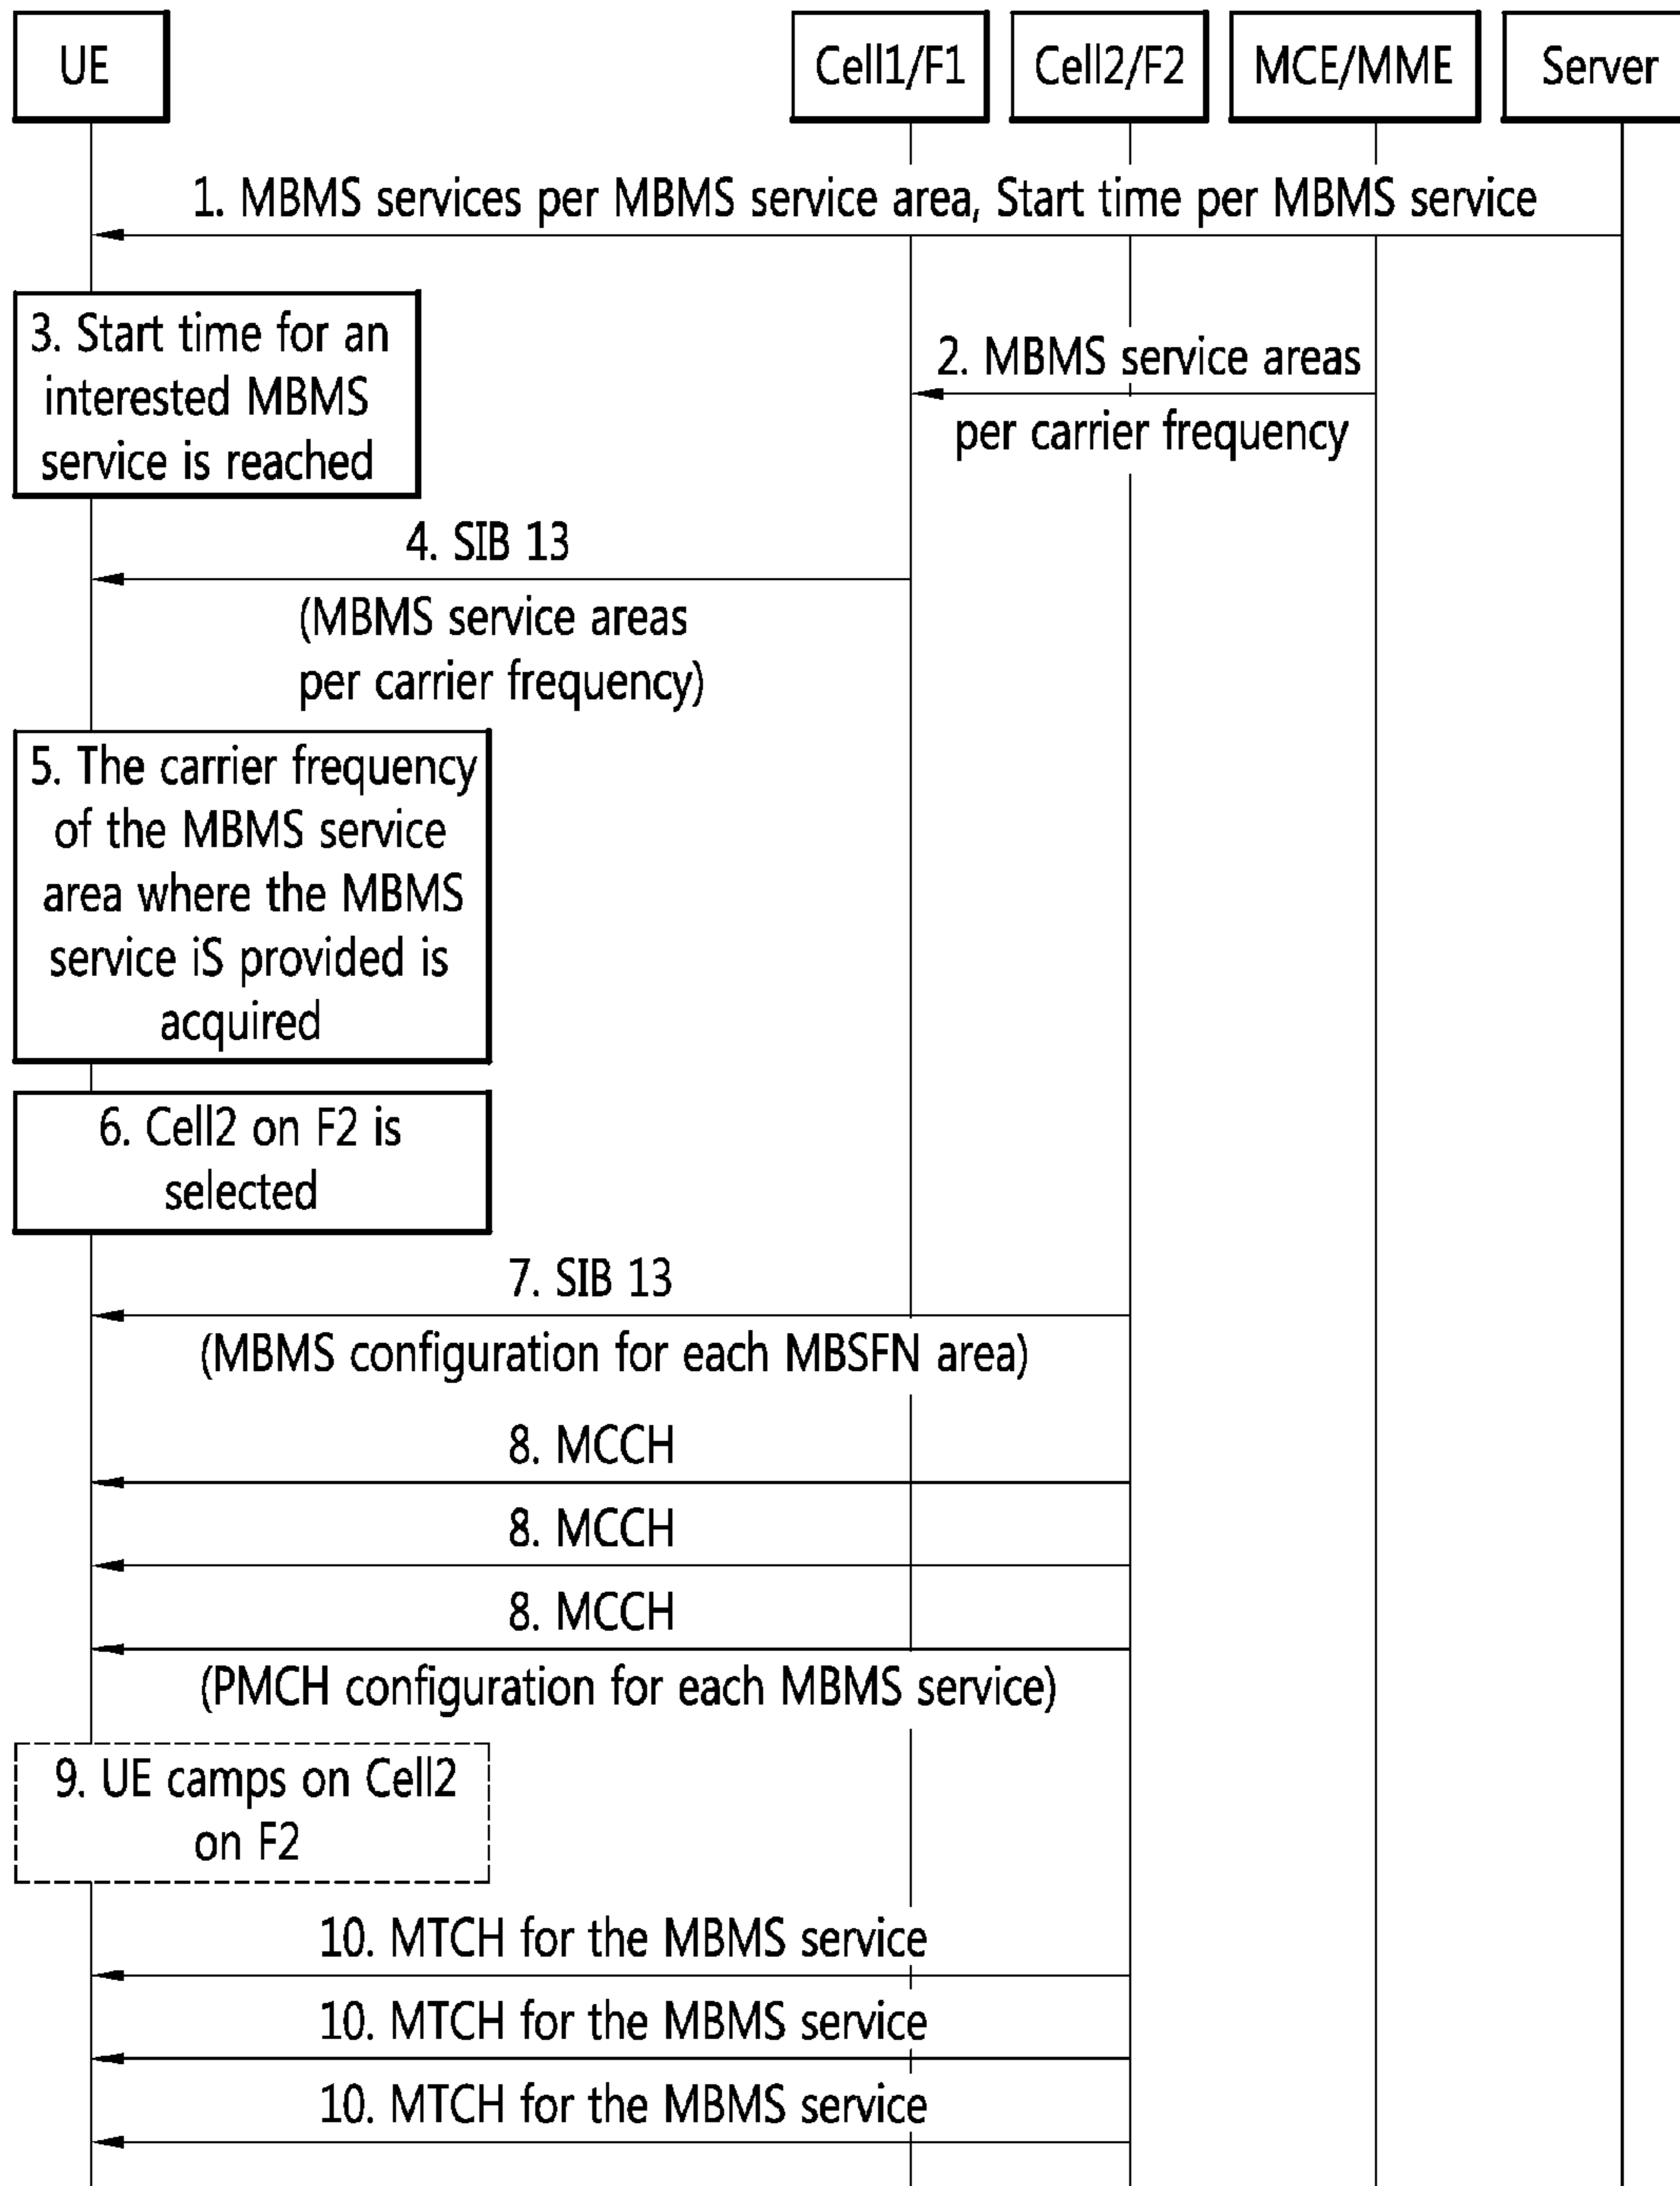 UE
Cell1/F1
Cell2/F2
MCE/MME
Server
1. MBMS services per MBMS service area, Start time per MBMS service
3. Start time for an
interested MBMS
service is reached
2. MBMS service areas
per carrier frequency
4. SIB 13
(MBMS service areas
per carrier frequency)
5. The carrier frequency
of the MBMS service
area where the MBMS
service iS provided is
acquired
6. Cell2 on F2 is
selected
7. SIB 13
(MBMS configuration for each MBSFN area)
8. MCCH
8. MCCH
8. MCCH
(PMCH configuration for each MBMS service)
9. UE camps on Cell2
on F2
10. MTCH for the MBMS service
10. MTCH for the MBMS service
10. MTCH for the MBMS service